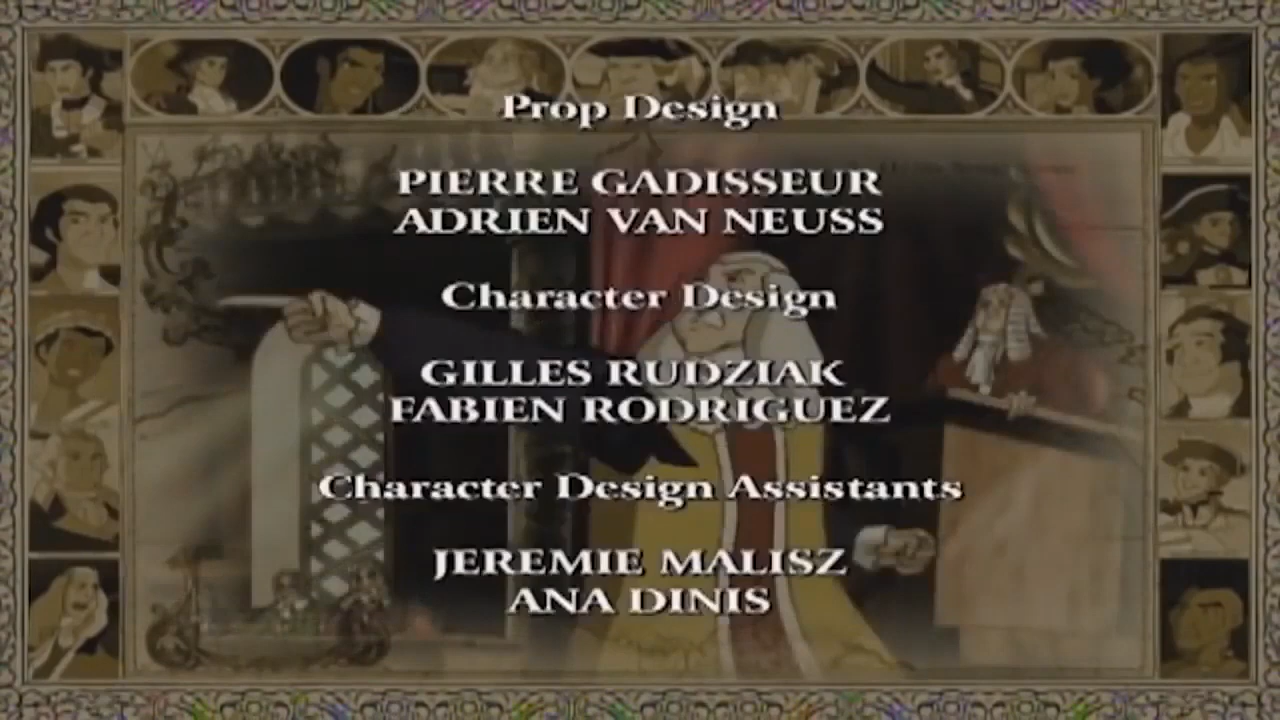 Prop Design
PIERRE GADISSEUR
ADRIEN VAN NEUSS
Character Design
GILLES RUDZIAK
FABIEN RODRIGUEZ
Character Design Assistants
JEREMIE MALISZ
ANA DINIS